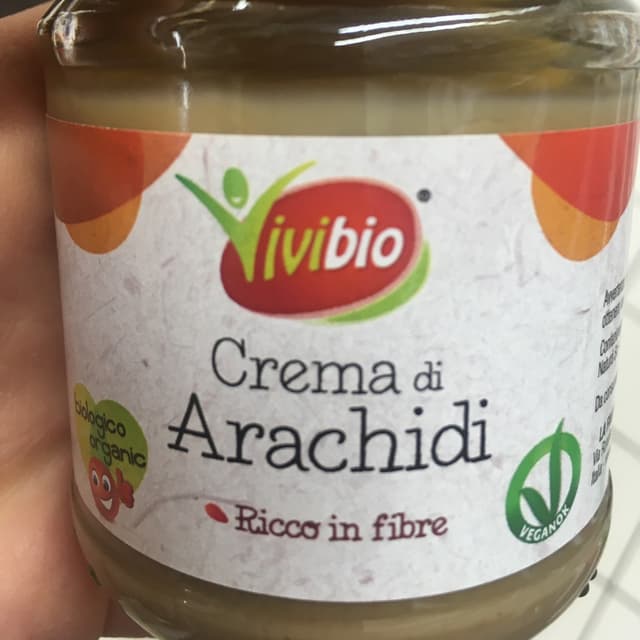 Vivibio®
Crema di
Arachidi
biologico
organic
Ricco in fibre
VEGANOK